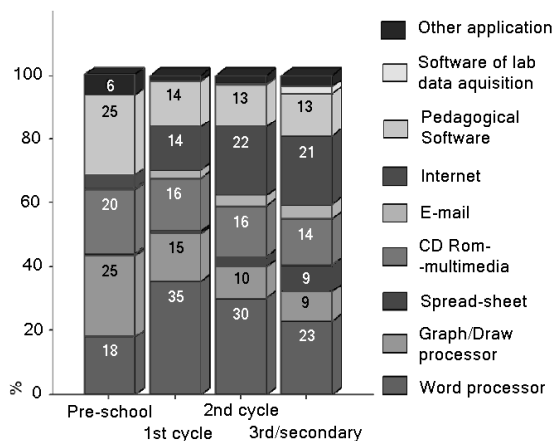 100
80
60
40
20
0
%
6
25
20
25
18
14
14
16
15
35
13
22
16
10
30
13
21
14
9
9
23
Pre-school
1st cycle
2nd cycle
3rd/secondary
Other application
Software of lab
data aquisition
Pedagogical
Software
Internet
E-mail
CD Rom-
-multimedia
Spread-sheet
Graph/Draw
processor
Word processor